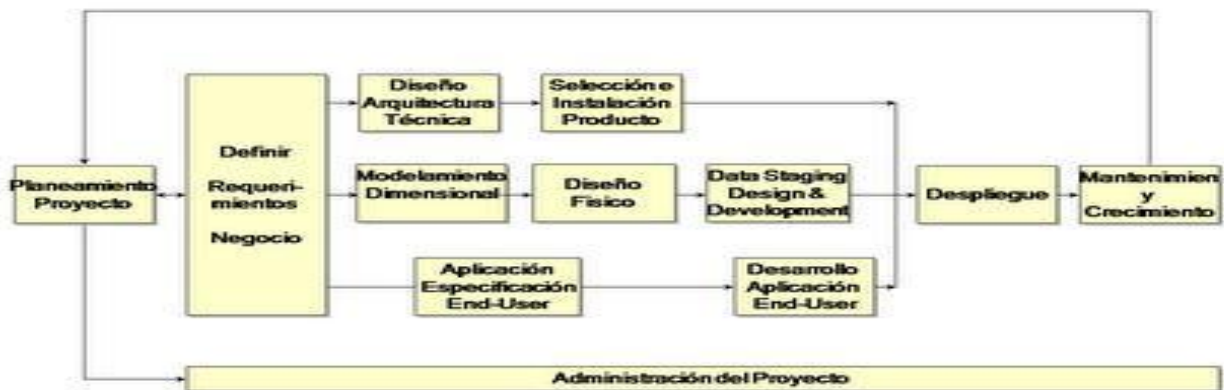 Planeamiento
Proyecto
Definir
Requeri-
mientos
Negocio
Diseño
Arquitectura
Técnica
Selección e
Instalación
Producto
Modelamiento
Dimensional
Diseño
Fisico
Data Staging
Design &
Development
Aplicación
Especificación
End-User
Desarrollo
Aplicación
End-User
Despliegue
Mantenimien
y
Crecimiento
Administración del Proyecto